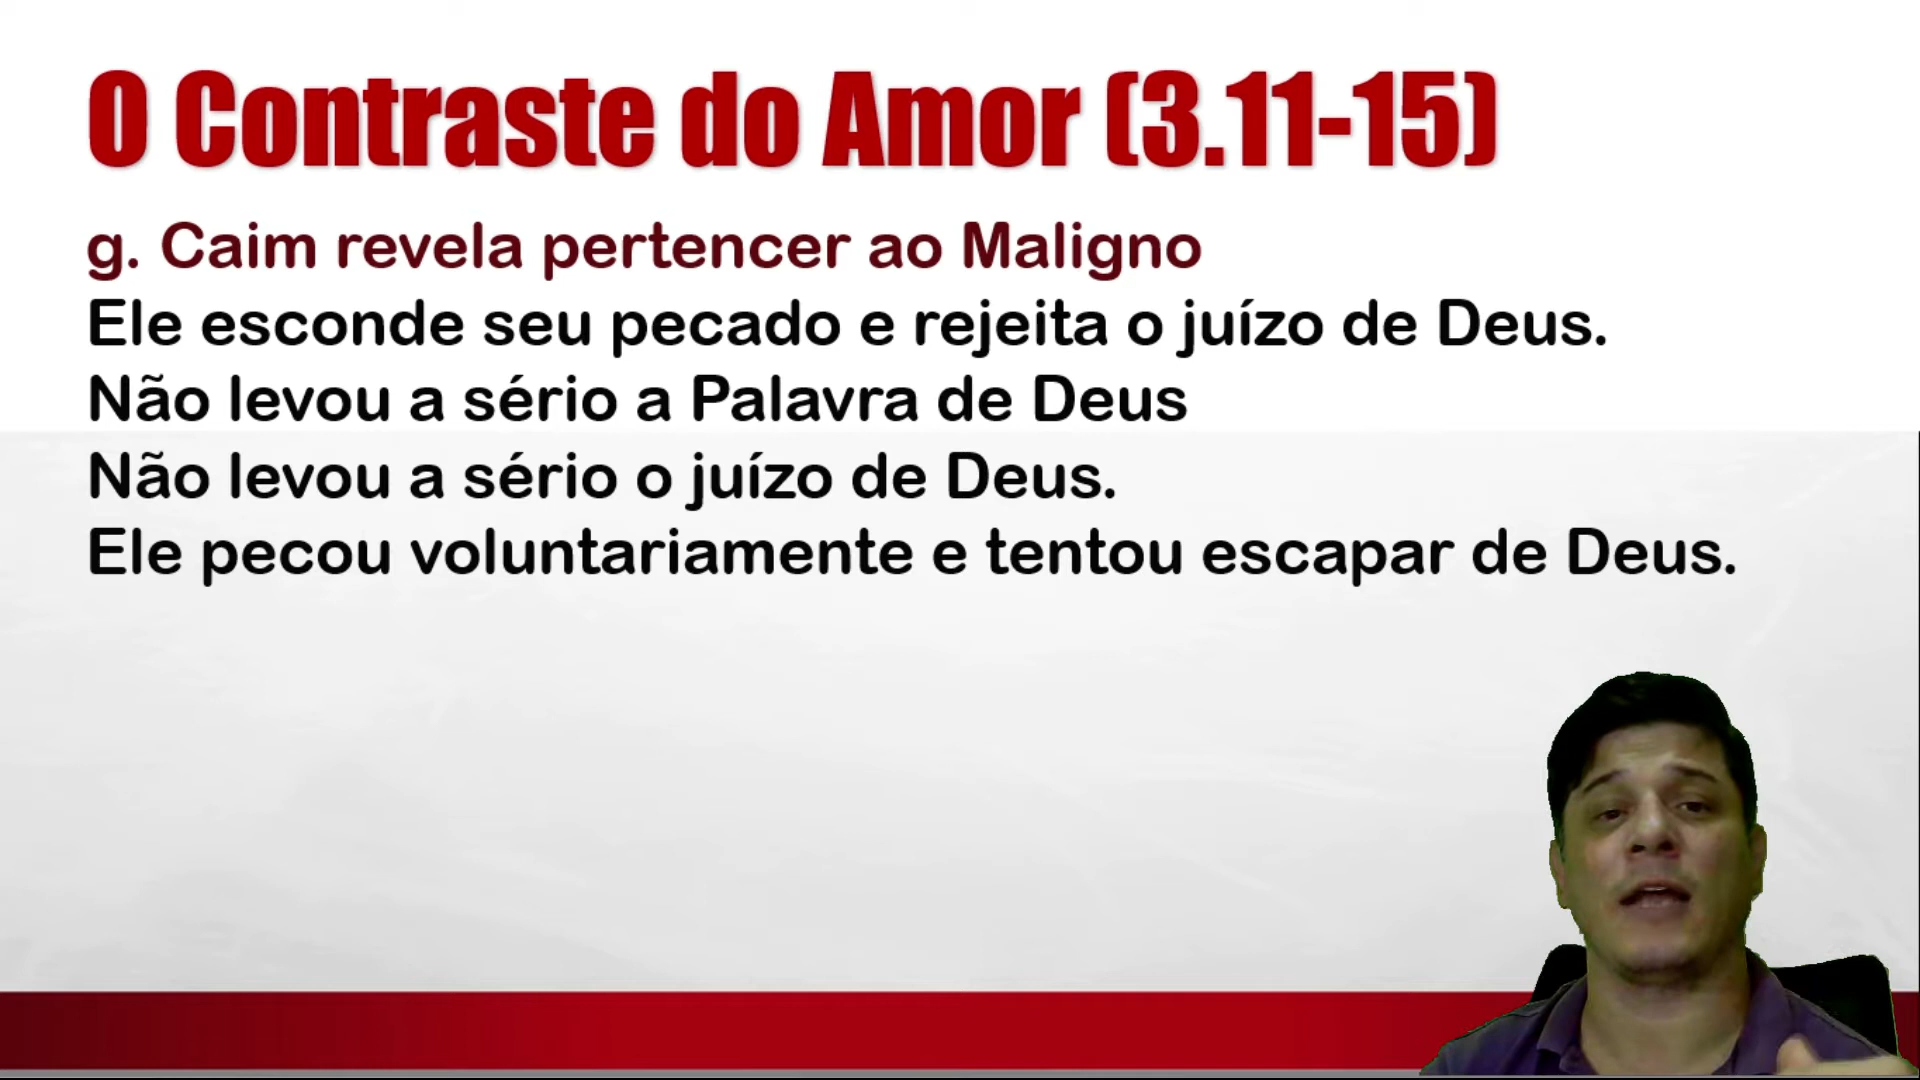 O Contraste do Amor (3.11-15)
g. Caim revela pertencer ao Maligno
Ele esconde seu pecado e rejeita o juízo de Deus.
Não levou a sério a Palavra de Deus
Não levou a sério o juízo de Deus.
Ele pecou voluntariamente e tentou escapar de Deus.